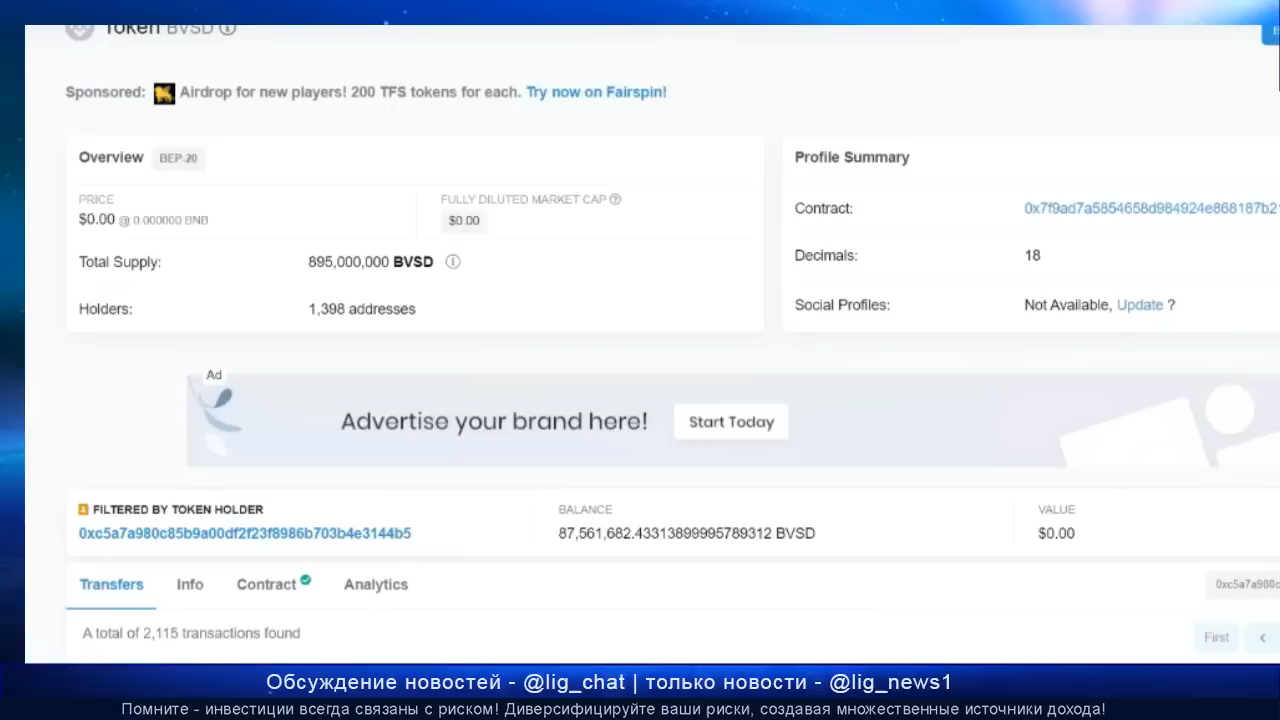 Token BVSD
Sponsored: Airdrop for new players! 200 TFS tokens for each. Try now on Fairspin!
Overview BEP-20
PRICE
$0.00 @ 0.000000 BNB
FULLY DILUTED MARKET CAP
$0.00
Total Supply: 895,000,000 BVSD
Holders: 1,398 addresses
Profile Summary
Contract: 0x7f9ad7a5854658d984924e868187b2
Decimals: 18
Social Profiles: Not Available, Update ?
Ad
Advertise your brand here! Start Today
FILTERED BY TOKEN HOLDER
0xc5a7a980c85b9a00df2f23f8986b703b4e3144b5
BALANCE
87,561,682.43313899995789312 BVSD
VALUE
$0.00
Transfers Info Contract Analytics
0xc5a7a980c
A total of 2,115 transactions found
First
Обсуждение новостей - @lig_chat | только новости - @lig_news1
Помните - инвестиции всегда связаны с риском! Диверсифицируйте ваши риски, создавая множественные источники дохода!